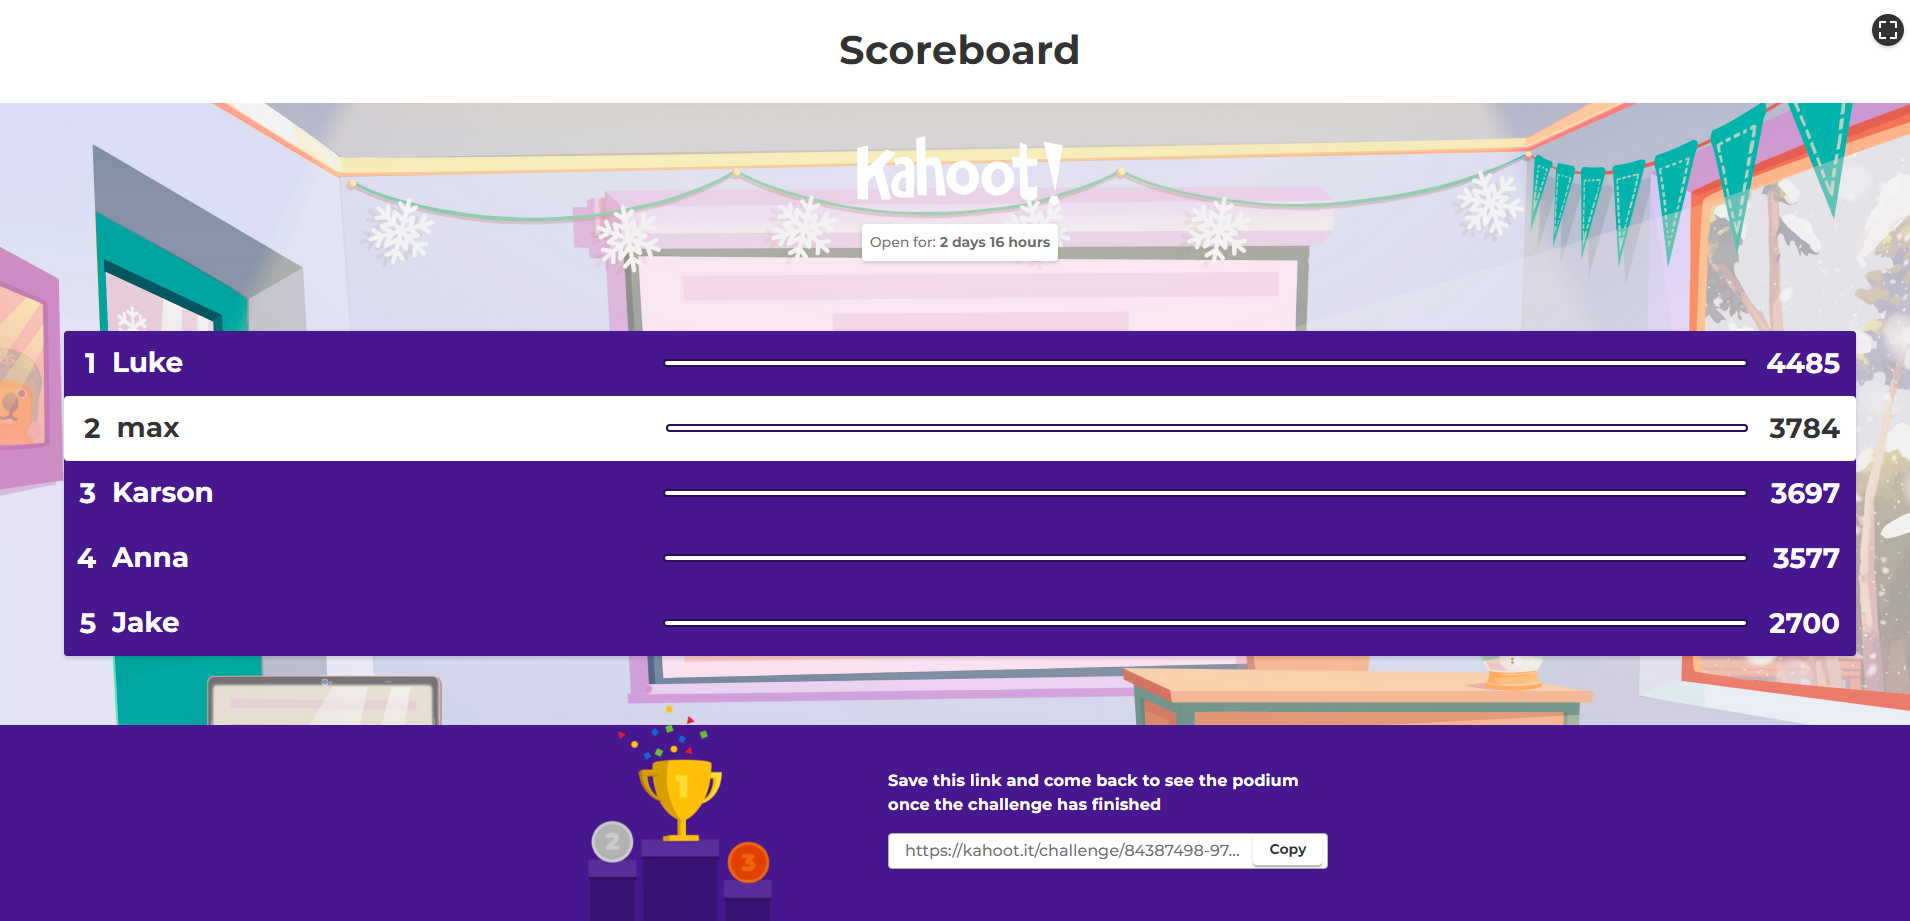 Scoreboard
Kahoot!
Open for: 2 days 16 hours
1 Luke 4485
2 max 3784
3 Karson 3697
4 Anna 3577
5 Jake 2700
1
2
3
Save this link and come back to see the podium
once the challenge has finished
https://kahoot.it/challenge/84387498-97... Copy